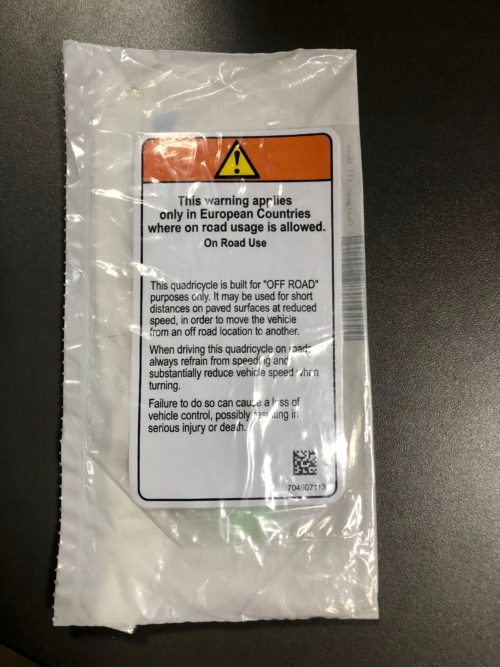 This warning applies
only in European Countries
where on road usage is allowed.
On Road Use
This quadricycle is built for "OFF ROAD"
purposes only. It may be used for short
distances on paved surfaces at reduced
speed, in order to move the vehicle
from an off road location to another.
When driving this quadricycle on roads
always refrain from speeding and
substantially reduce vehicle speed when
turning.
Failure to do so can cause a loss of
vehicle control, possibly resulting in
serious injury or death.
704907413